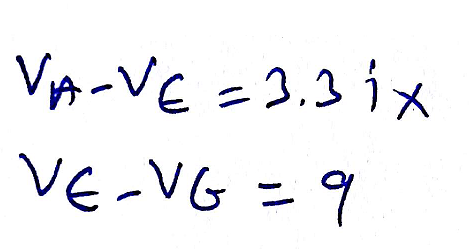 VA-VE = 3.3 ix
VE-VG = 9